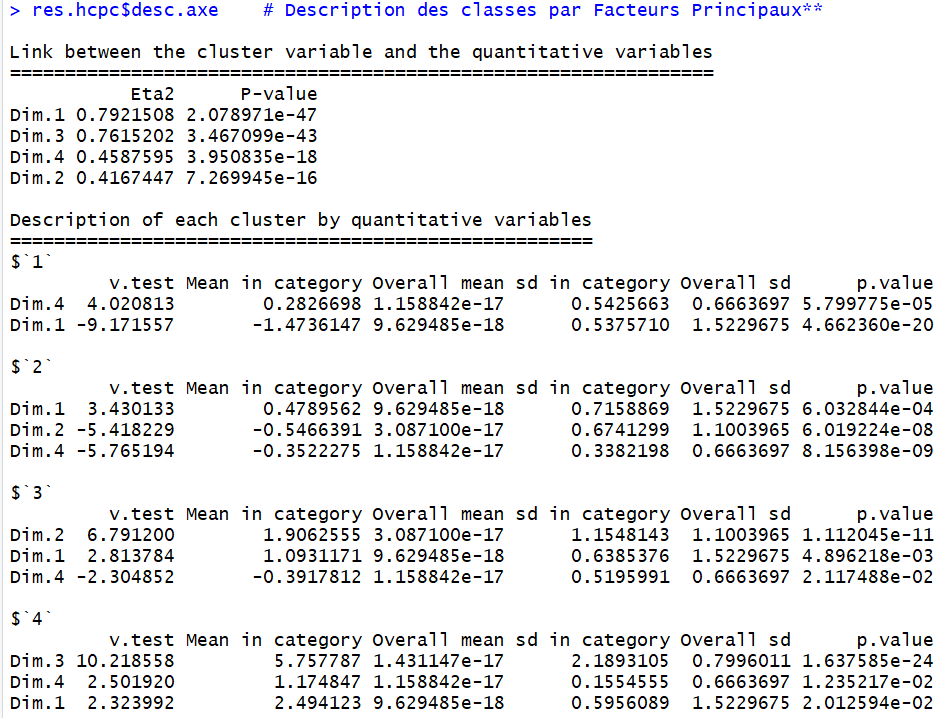 > res.hcpc$desc.axe    # Description des classes par Facteurs Principaux**

Link between the cluster variable and the quantitative variables
================================================================
           Eta2      P-value
Dim.1 0.7921508 2.078971e-47
Dim.3 0.7615202 3.467099e-43
Dim.4 0.4587595 3.950835e-18
Dim.2 0.4167447 7.269945e-16

Description of each cluster by quantitative variables
=====================================================
$`1`
         v.test Mean in category Overall mean sd in category Overall sd      p.value
Dim.4  4.020813        0.2826698 1.158842e-17      0.5425663  0.6663697 5.799775e-05
Dim.1 -9.171557       -1.4736147 9.629485e-18      0.5375710  1.5229675 4.662360e-20

$`2`
         v.test Mean in category Overall mean sd in category Overall sd      p.value
Dim.1  3.430133        0.4789562 9.629485e-18      0.7158869  1.5229675 6.032844e-04
Dim.2 -5.418229       -0.5466391 3.087100e-17      0.6741299  1.1003965 6.019224e-08
Dim.4 -5.765194       -0.3522275 1.158842e-17      0.3382198  0.6663697 8.156398e-09

$`3`
         v.test Mean in category Overall mean sd in category Overall sd      p.value
Dim.2  6.791200        1.9062555 3.087100e-17      1.1548143  1.1003965 1.112045e-11
Dim.1  2.813784        1.0931171 9.629485e-18      0.6385376  1.5229675 4.896218e-03
Dim.4 -2.304852       -0.3917812 1.158842e-17      0.5195991  0.6663697 2.117488e-02

$`4`
         v.test Mean in category Overall mean sd in category Overall sd      p.value
Dim.3 10.218558         5.757787 1.431147e-17      2.1893105  0.7996011 1.637585e-24
Dim.4  2.501920         1.174847 1.158842e-17      0.1554555  0.6663697 1.235217e-02
Dim.1  2.323992         2.494123 9.629485e-18      0.5956089  1.5229675 2.012594e-02